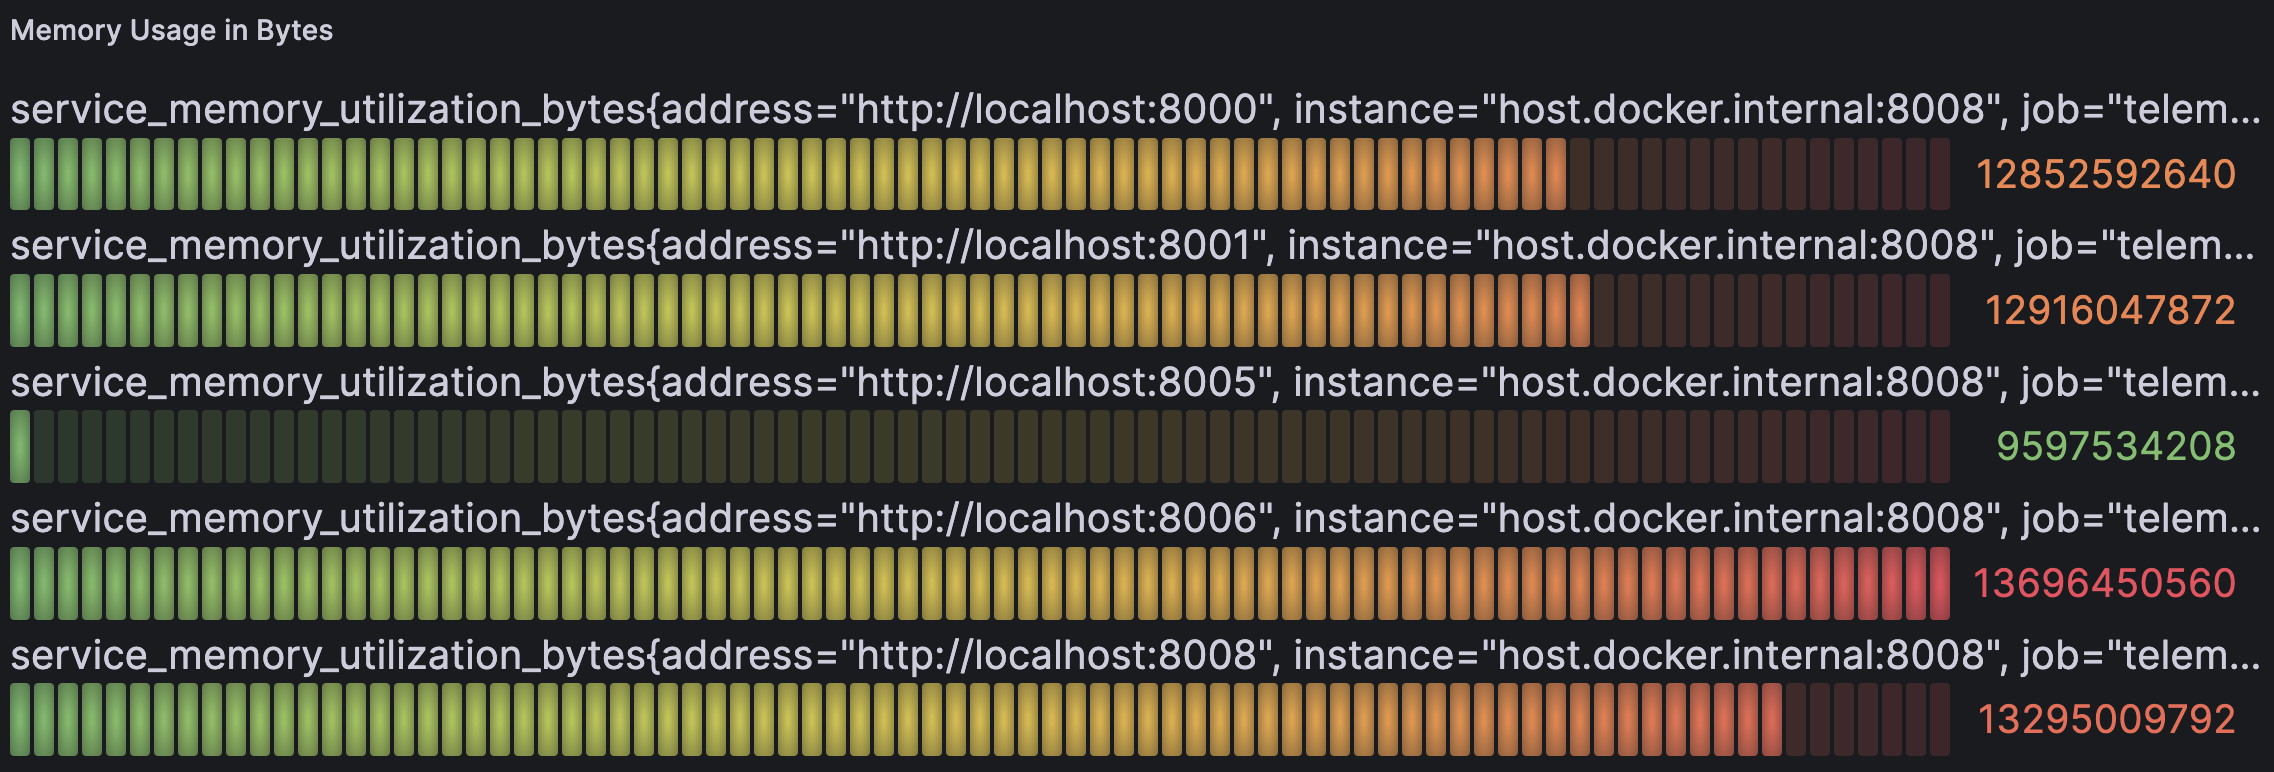 Memory Usage in Bytes
service_memory_utilization_bytes{address="http://localhost:8000", instance="host.docker.internal:8008", job="telem...
12852592640
service_memory_utilization_bytes{address="http://localhost:8001", instance="host.docker.internal:8008", job="telem...
12916047872
service_memory_utilization_bytes{address="http://localhost:8005", instance="host.docker.internal:8008", job="telem...
9597534208
service_memory_utilization_bytes{address="http://localhost:8006", instance="host.docker.internal:8008", job="telem...
13696450560
service_memory_utilization_bytes{address="http://localhost:8008", instance="host.docker.internal:8008", job="telem...
13295009792